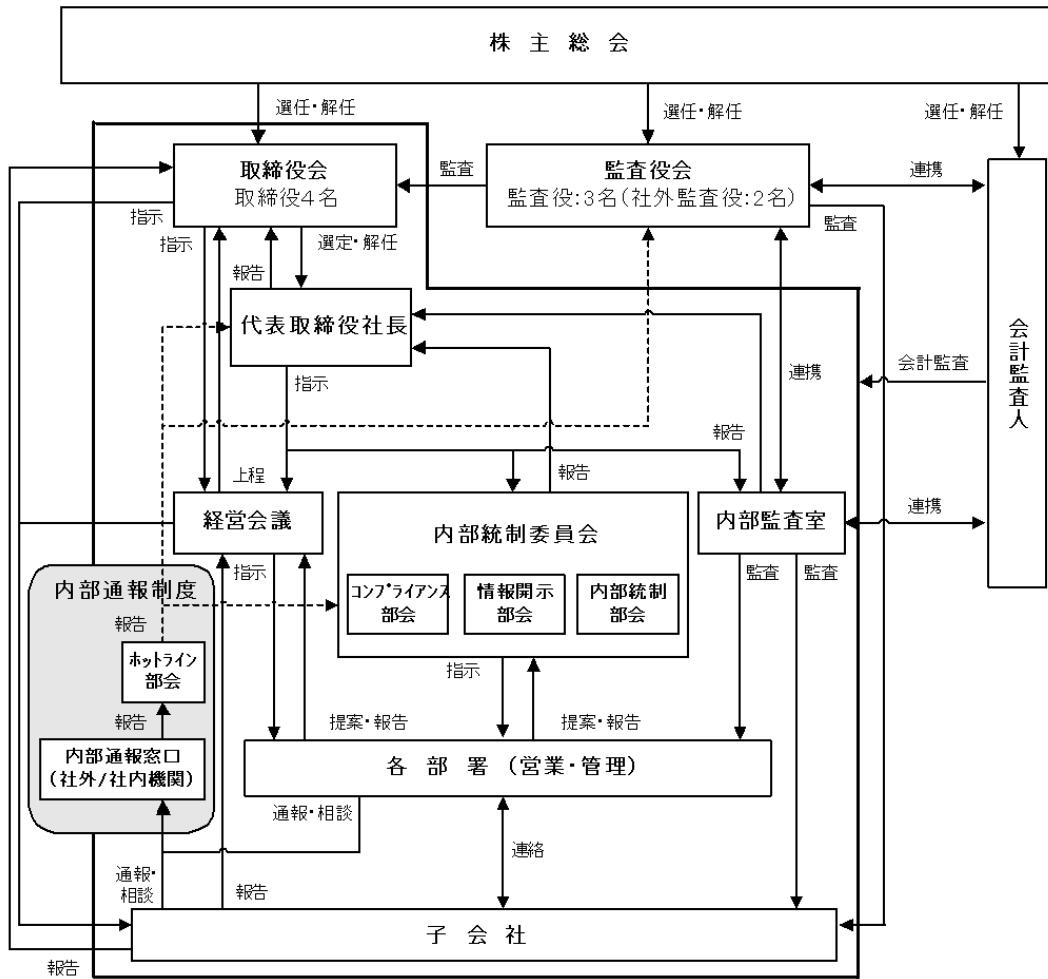 株主総会
選任・解任
選任・解任
選任・解任
取締役会
取締役4名
監査
監査役会
監査役:3名(社外監査役:2名)
連携
監査
指示
指示
選定・解任
報告
代表取締役社長
会計監査人
指示
連携
会計監査
報告
上程
報告
経営会議
内部統制委員会
内部監査室
連携
コンプライアンス
部会
情報開示
部会
内部統制
部会
指示
監査
監査
内部通報制度
報告
ホットライン
部会
報告
指示
内部通報窓口
(社外/社内機関)
提案・報告
提案・報告
各部署(営業・管理)
通報・相談
連絡
通報・
相談
報告
子会社
報告